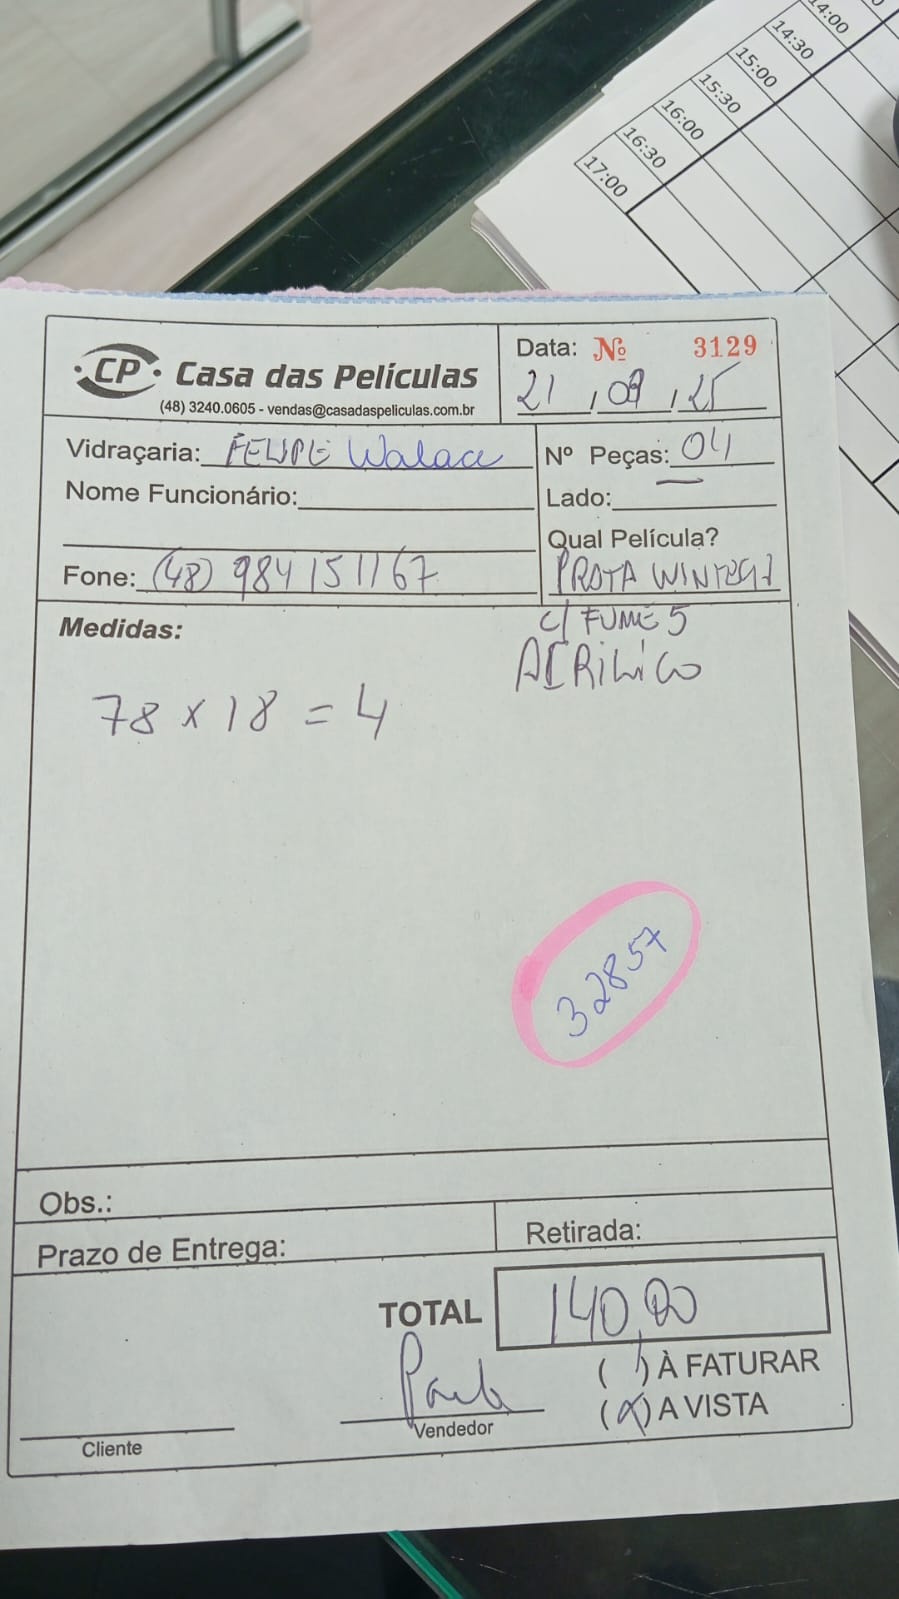 14:00
14:30
15:00
15:30
16:00
16:30
17:00
CP Casa das Películas
(48) 3240.0605 - vendas@casadaspeliculas.com.br
Data: Nº 3129
21 / 09 / 25
Vidraçaria: FELIPE Walace
Nº Peças: 04
Nome Funcionário:
Lado:
Qual Película?
Fone: (48) 984151167
PROTA
C/ FUMÊ 5
ACRILICO
Medidas:
78 x 18 = 4
32857
Obs.:
Prazo de Entrega:
Retirada:
TOTAL 140,00
( ) À FATURAR
(X) A VISTA
Vendedor
Cliente